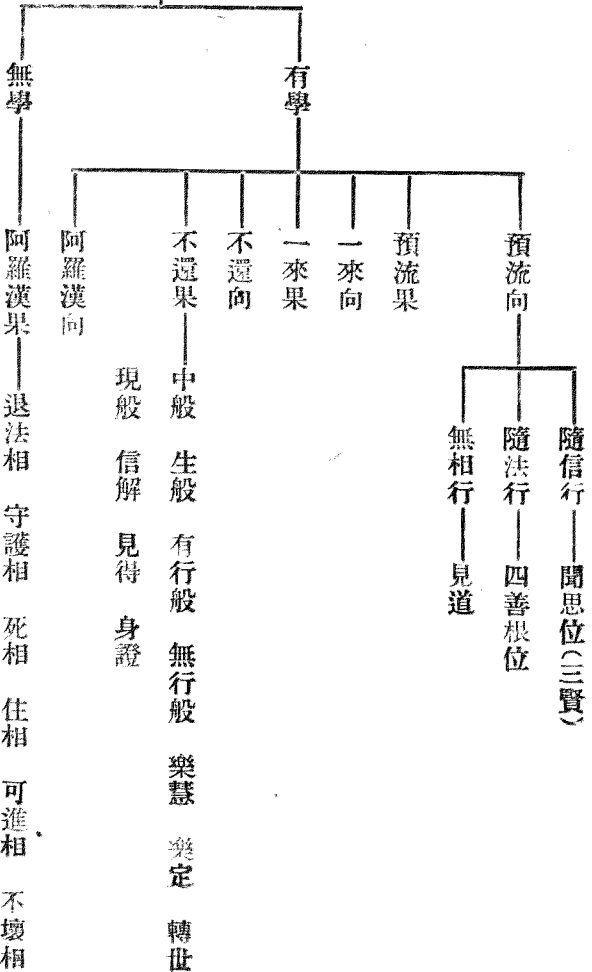 有學
無學
預流向
預流果
一來向
一來果
不還向
不還果
阿羅漢向
阿羅漢果
隨信行
聞思位(三賢)
隨法行
四善根位
無相行
見道
中般 生般 有行般 無行般 樂慧 樂定 轉世
現般 信解 見得 身證
退法相 守護相 死相 住相 可進相 不壞相